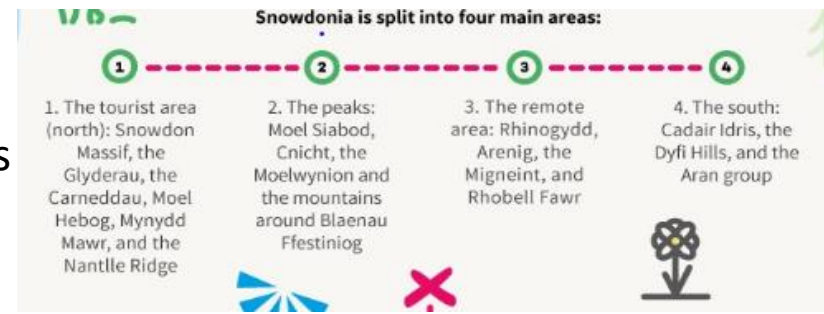 Snowdonia is split into four main areas:
1
2
3
4
1. The tourist area
(north): Snowdon
Massif, the
Glyderau, the
Carneddau, Moel
Hebog, Mynydd
Mawr, and the
Nantlle Ridge
2. The peaks:
Moel Siabod,
Cnicht, the
Moelwynion and
the mountains
around Blaenau
Ffestiniog
3. The remote
area: Rhinogydd,
Arenig, the
Migneint, and
Rhobell Fawr
4. The south:
Cadair Idris, the
Dyfi Hills, and the
Aran group
s